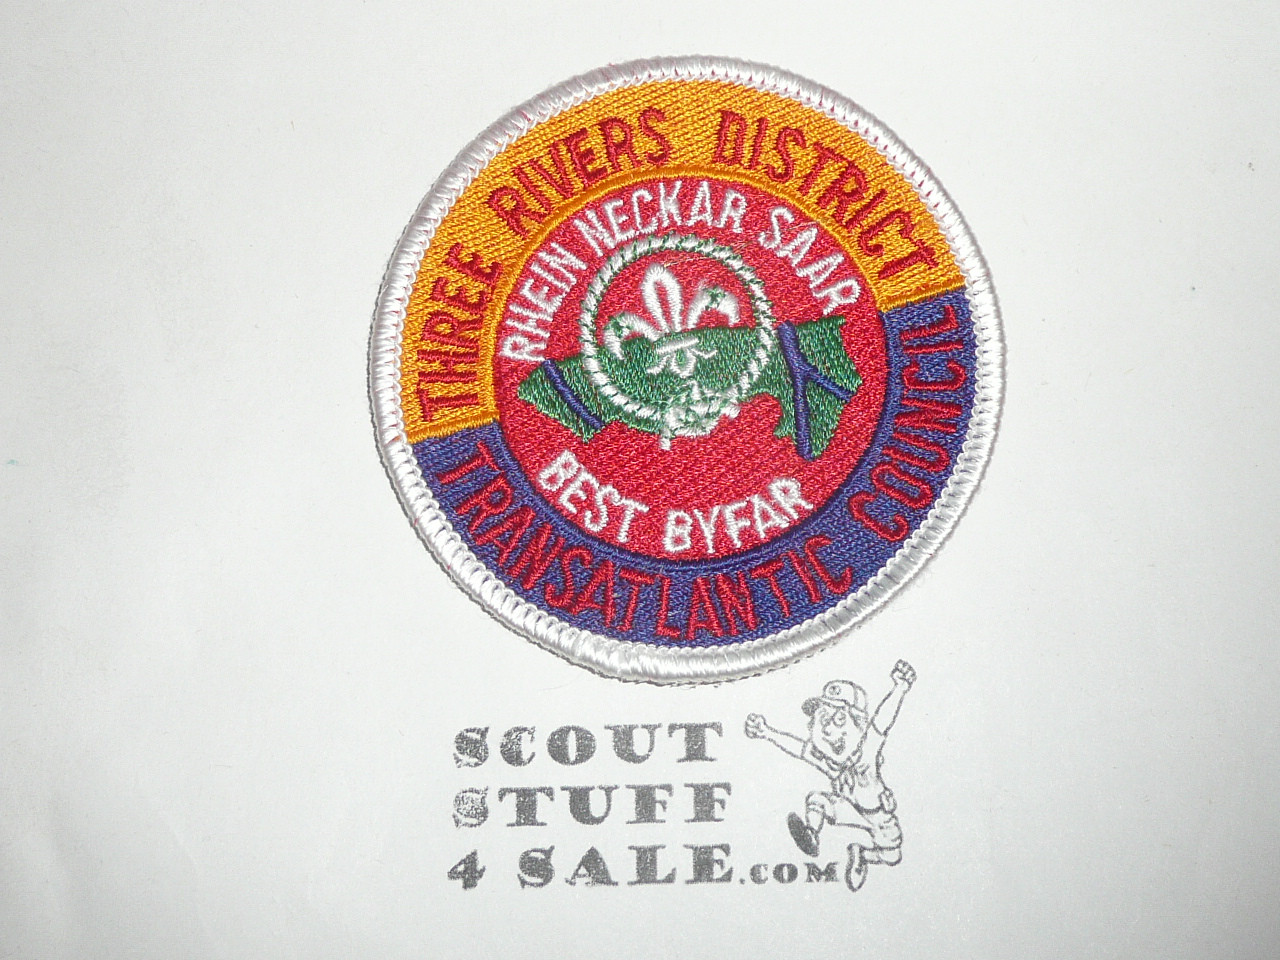 THREE RIVERS DISTRICT
RHEIN NECKAR SAAR
BEST BYFAR
TRANSATLANTIC COUNCIL
SCOUT
STUFF
4 SALE.COM